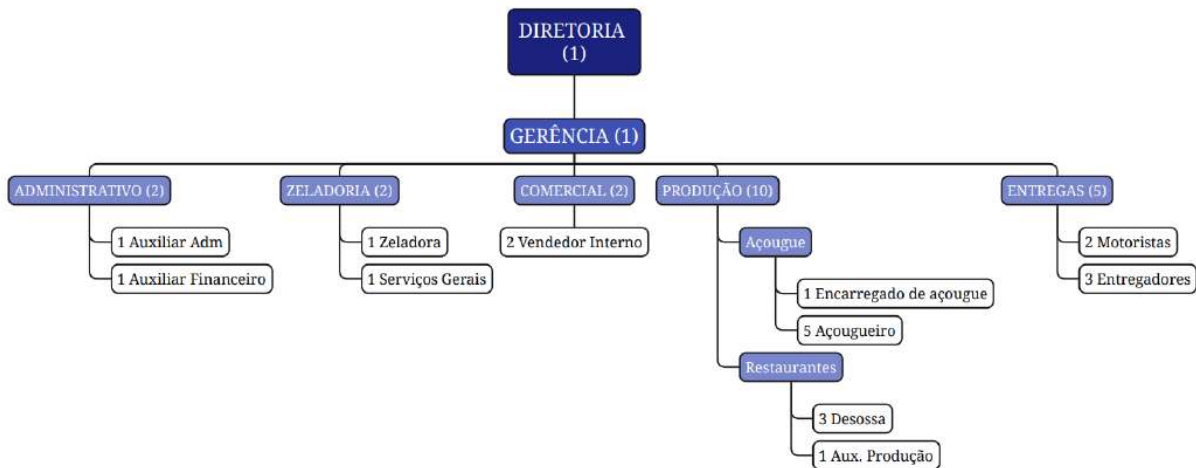 DIRETORIA
(1)
GERÊNCIA (1)
ADMINISTRATIVO (2)
ZELADORIA (2)
COMERCIAL (2)
PRODUÇÃO (10)
ENTREGAS (5)
1 Auxiliar Adm
1 Auxiliar Financeiro
1 Zeladora
1 Serviços Gerais
2 Vendedor Interno
Açougue
1 Encarregado de açougue
5 Açougueiro
Restaurantes
3 Desossa
1 Aux. Produção
2 Motoristas
3 Entregadores